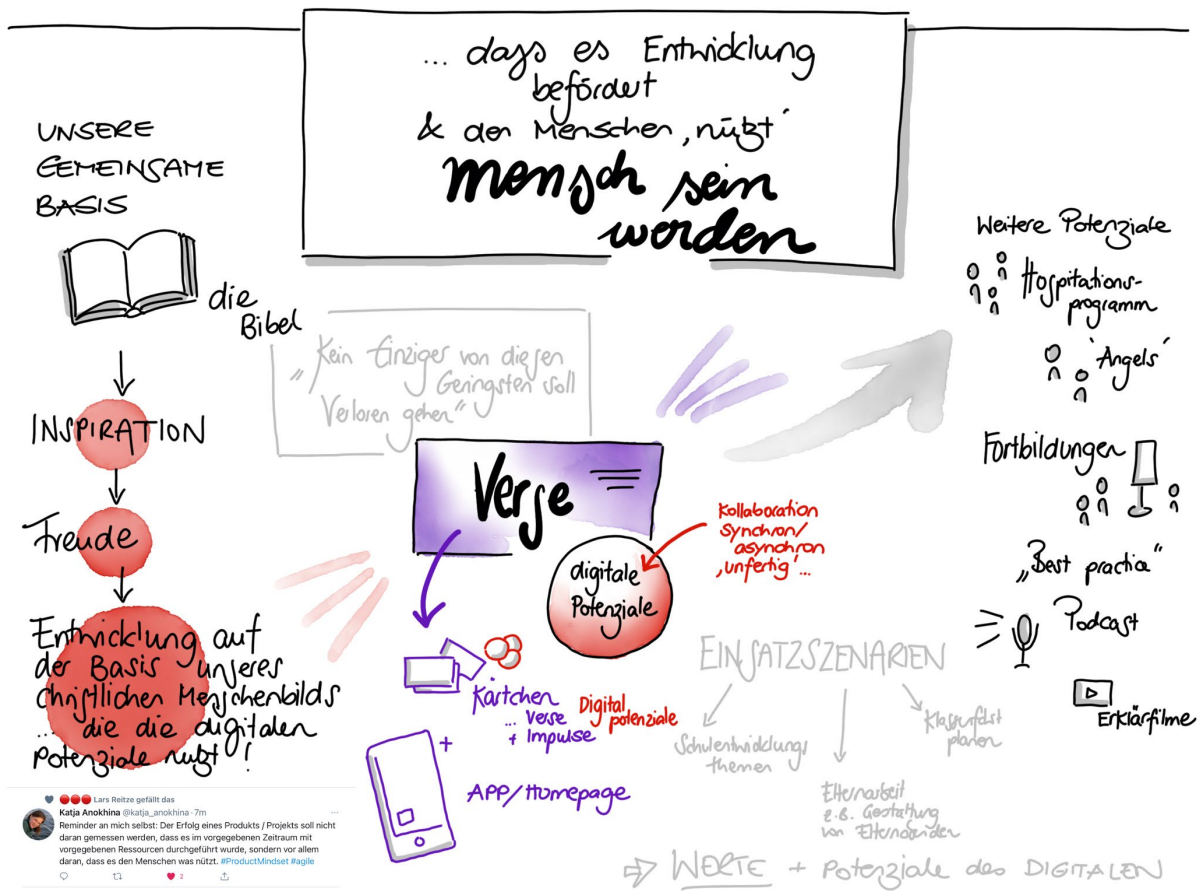 ... dass es Entwicklung
befördert
& den Menschen ‚nützt‘
mensch sein
werden
UNSERE
GEMEINSAME
BASIS
die
Bibel
INSPIRATION
Freude
Entwicklung auf
der Basis unseres
christlichen Menschenbilds
... die die digitalen
Potenziale nutzt !
„Kein Einziger von diesen
Geringsten soll
Verloren gehen“
Verse
digitale
Potenziale
Kollaboration
synchron/
asynchron
‚unfertig‘...
Kärtchen
... Verse
+ Impulse
Digital
potenziale
+
APP/Homepage
EINSATZSZENARIEN
Schulentwicklungs
themen
Elternarbeit
z.B. Gestaltung
von Elternabenden
Klassenfahrt
planen
⇨ WERTE + Potenziale des DIGITALEN
Weitere Potenziale
Hospitations-
programm
‚Angels‘
Fortbildungen
„Best practice“
Podcast
Erklärfilme
Lars Reitze gefällt das
Katja Anokhina @katja_anokhina · 7m
Reminder an mich selbst: Der Erfolg eines Produkts / Projekts soll nicht
daran gemessen werden, dass es im vorgegebenen Zeitraum mit
vorgegebenen Ressourcen durchgeführt wurde, sondern vor allem
daran, dass es den Menschen was nützt. #ProductMindset #agile
2